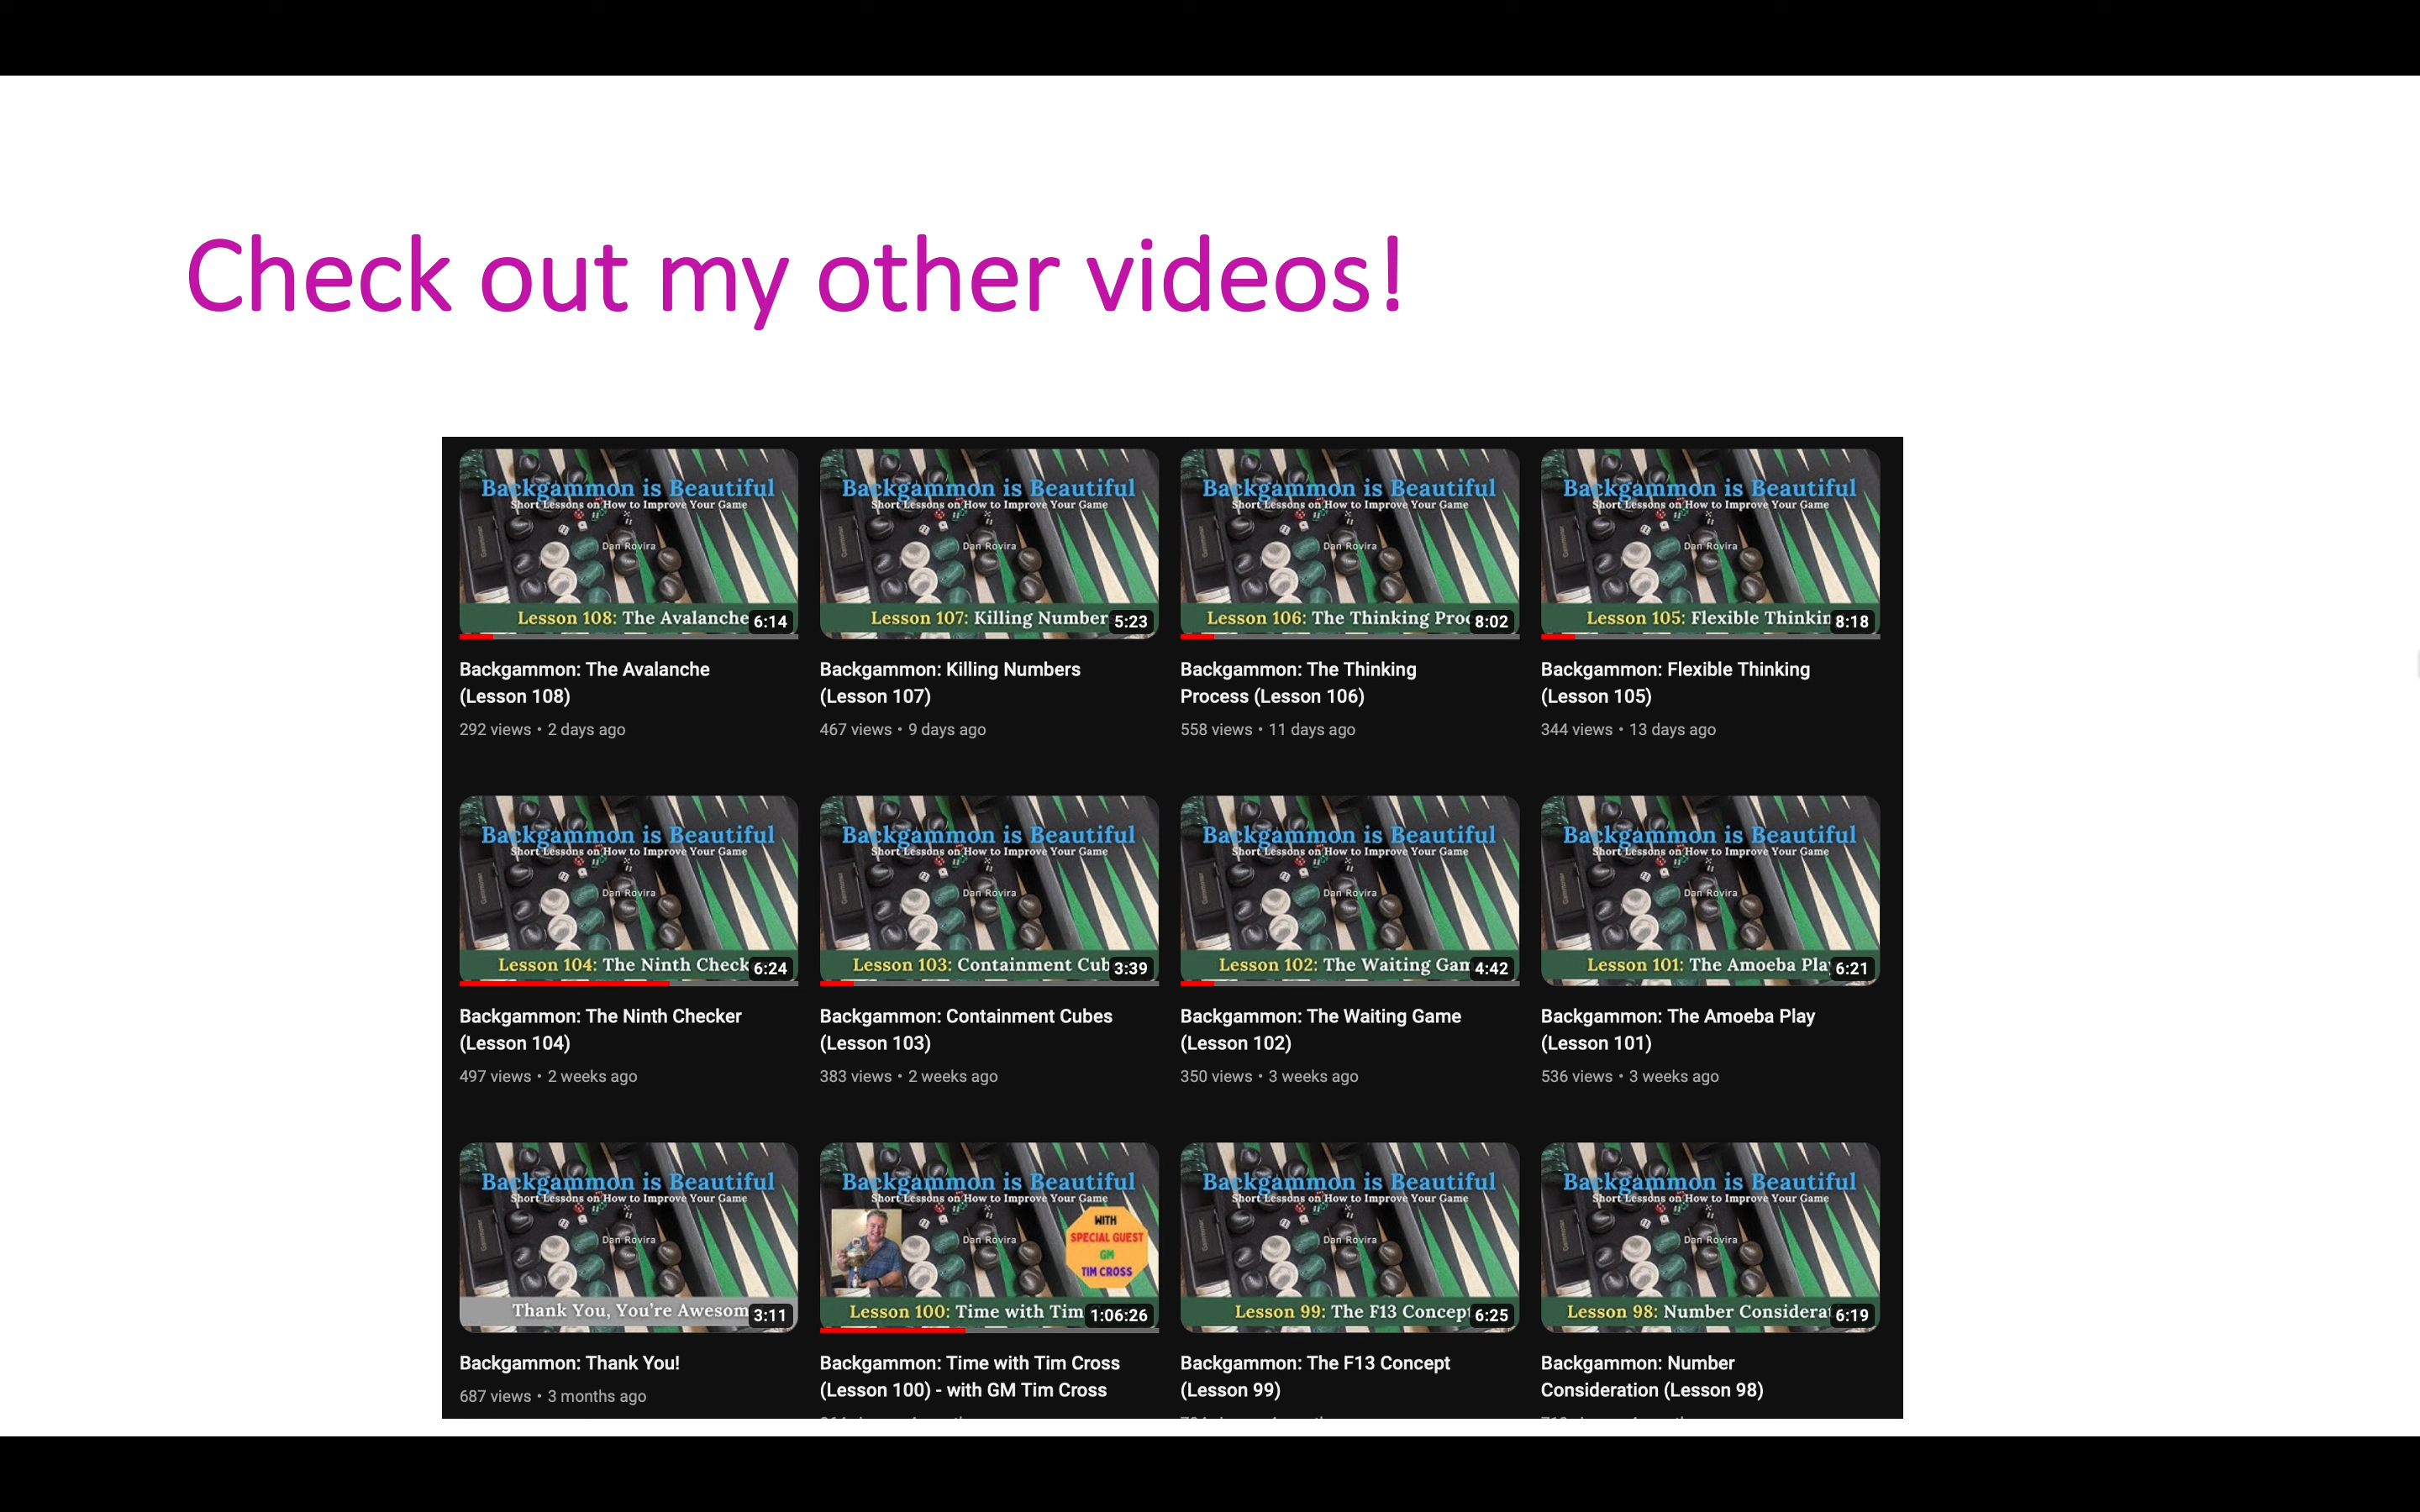 Check out my other videos!
Backgammon is Beautiful
Short Lessons on How to Improve Your Game
Dan Rovira
Lesson 108: The Avalanche
6:14
Backgammon: The Avalanche
(Lesson 108)
292 views • 2 days ago
Backgammon is Beautiful
Short Lessons on How to Improve Your Game
Dan Rovira
Lesson 107: Killing Number
5:23
Backgammon: Killing Numbers
(Lesson 107)
467 views • 9 days ago
Backgammon is Beautiful
Short Lessons on How to Improve Your Game
Dan Rovira
Lesson 106: The Thinking Proc
8:02
Backgammon: The Thinking
Process (Lesson 106)
558 views • 11 days ago
Backgammon is Beautiful
Short Lessons on How to Improve Your Game
Dan Rovira
Lesson 105: Flexible Thinkin
8:18
Backgammon: Flexible Thinking
(Lesson 105)
344 views • 13 days ago
Backgammon is Beautiful
Short Lessons on How to Improve Your Game
Dan Rovira
Lesson 104: The Ninth Check
6:24
Backgammon: The Ninth Checker
(Lesson 104)
497 views • 2 weeks ago
Backgammon is Beautiful
Short Lessons on How to Improve Your Game
Dan Rovira
Lesson 103: Containment Cub
3:39
Backgammon: Containment Cubes
(Lesson 103)
383 views • 2 weeks ago
Backgammon is Beautiful
Short Lessons on How to Improve Your Game
Dan Rovira
Lesson 102: The Waiting Gam
4:42
Backgammon: The Waiting Game
(Lesson 102)
350 views • 3 weeks ago
Backgammon is Beautiful
Short Lessons on How to Improve Your Game
Dan Rovira
Lesson 101: The Amoeba Pla
6:21
Backgammon: The Amoeba Play
(Lesson 101)
536 views • 3 weeks ago
Backgammon is Beautiful
Short Lessons on How to Improve Your Game
Dan Rovira
Thank You, You're Awesom
3:11
Backgammon: Thank You!
687 views • 3 months ago
Backgammon is Beautiful
Short Lessons on How to Improve Your Game
Dan Rovira
WITH
SPECIAL GUEST
GM
TIM CROSS
Lesson 100: Time with Tim
1:06:26
Backgammon: Time with Tim Cross
(Lesson 100) - with GM Tim Cross
Backgammon is Beautiful
Short Lessons on How to Improve Your Game
Dan Rovira
Lesson 99: The F13 Concep
6:25
Backgammon: The F13 Concept
(Lesson 99)
Backgammon is Beautiful
Short Lessons on How to Improve Your Game
Dan Rovira
Lesson 98: Number Considera
6:19
Backgammon: Number
Consideration (Lesson 98)